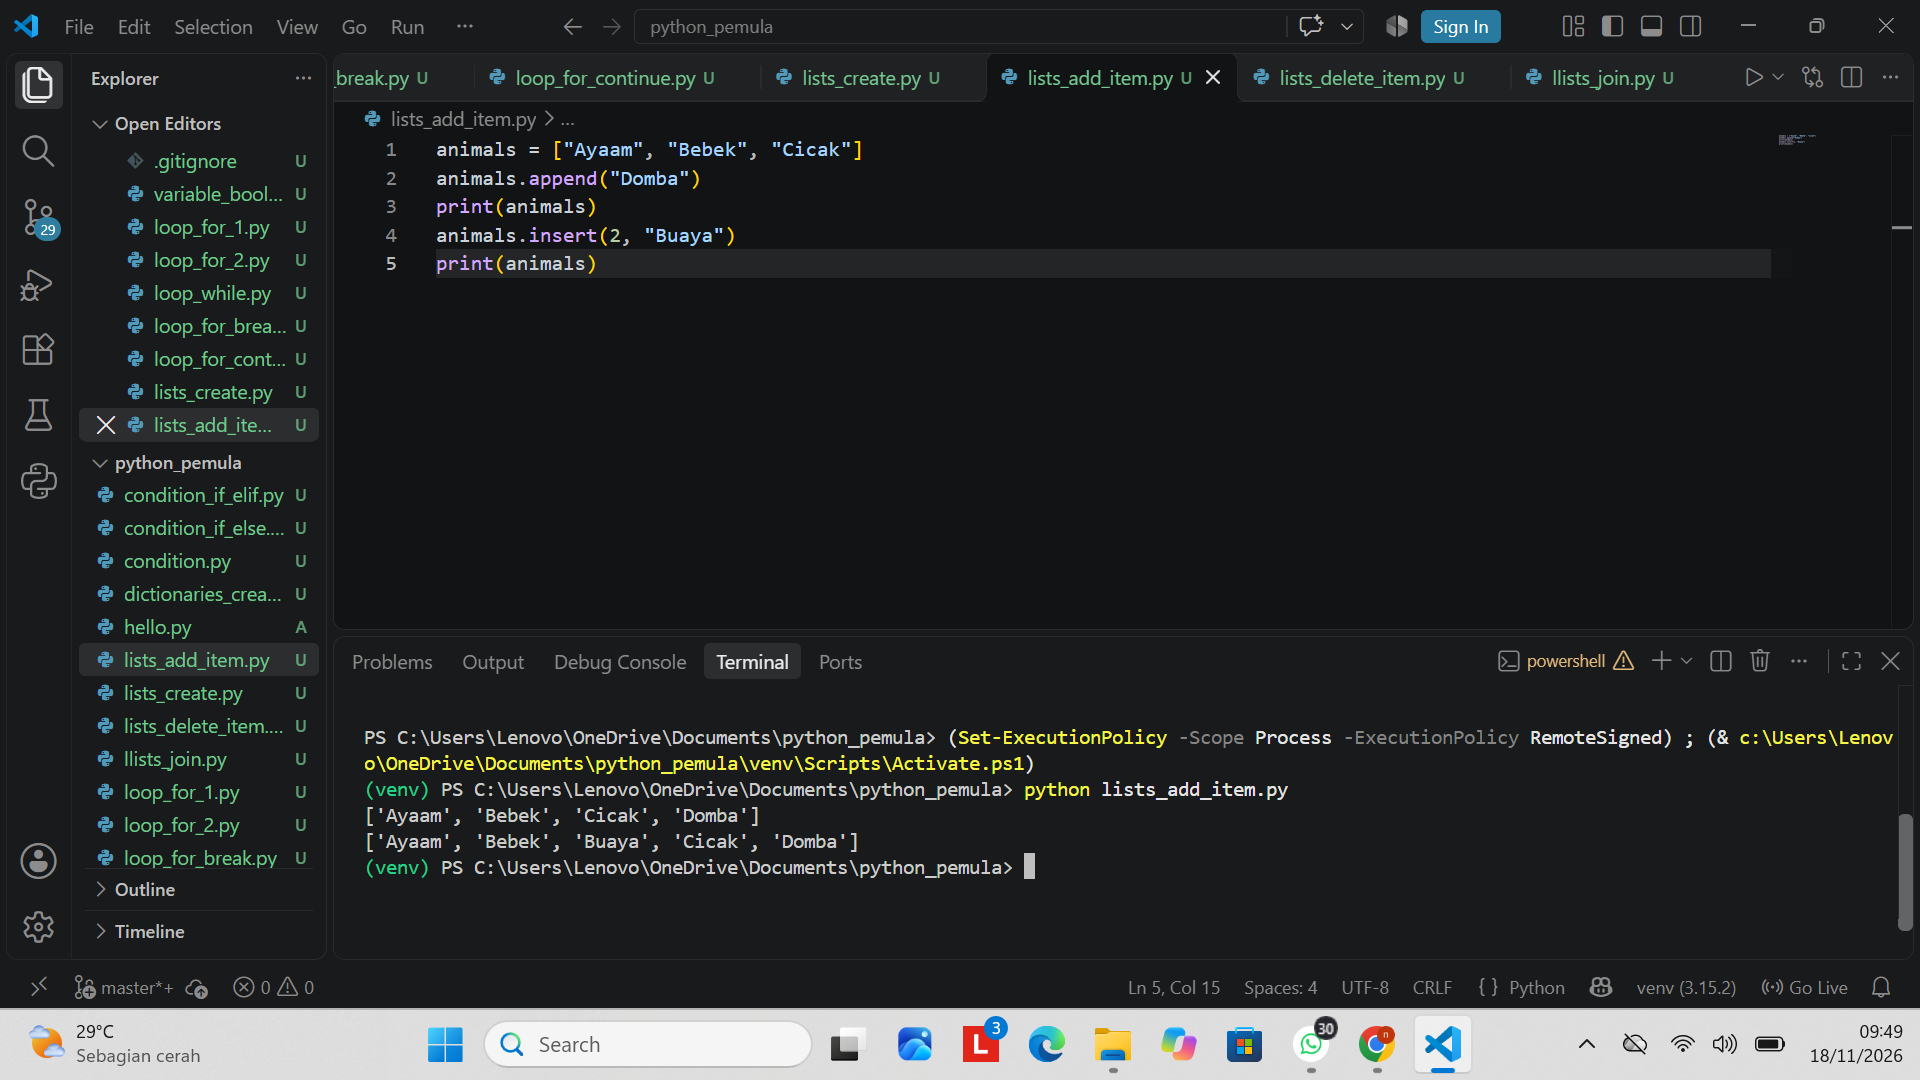 File Edit Selection View Go Run ··· python_pemula Sign In
Explorer ···
Open Editors
.gitignore U
variable_bool... U
loop_for_1.py U
loop_for_2.py U
loop_while.py U
loop_for_brea... U
loop_for_cont... U
lists_create.py U
lists_add_ite... U
python_pemula
condition_if_elif.py U
condition_if_else.... U
condition.py U
dictionaries_crea... U
hello.py A
lists_add_item.py U
lists_create.py U
lists_delete_item.... U
llists_join.py U
loop_for_1.py U
loop_for_2.py U
loop_for_break.py U
Outline
Timeline
29
_break.py U loop_for_continue.py U lists_create.py U lists_add_item.py U lists_delete_item.py U llists_join.py U ···
lists_add_item.py > ...
1 animals = ["Ayaam", "Bebek", "Cicak"]
2 animals.append("Domba")
3 print(animals)
4 animals.insert(2, "Buaya")
5 print(animals)
Problems Output Debug Console Terminal Ports powershell ···
PS C:\Users\Lenovo\OneDrive\Documents\python_pemula> (Set-ExecutionPolicy -Scope Process -ExecutionPolicy RemoteSigned) ; (& c:\Users\Lenov
o\OneDrive\Documents\python_pemula\venv\Scripts\Activate.ps1)
(venv) PS C:\Users\Lenovo\OneDrive\Documents\python_pemula> python lists_add_item.py
['Ayaam', 'Bebek', 'Cicak', 'Domba']
['Ayaam', 'Bebek', 'Buaya', 'Cicak', 'Domba']
(venv) PS C:\Users\Lenovo\OneDrive\Documents\python_pemula>
master*+ 0 0 Ln 5, Col 15 Spaces: 4 UTF-8 CRLF { } Python venv (3.15.2) Go Live
29°C
Sebagian cerah
Search
L 3
30
n
09:49
18/11/2026